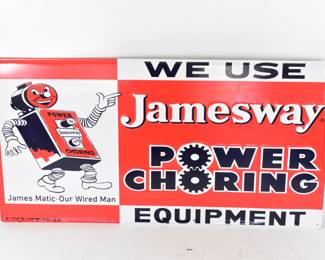 WE USE
Jamesway
POWER
CHORING
EQUIPMENT
POWER
Jamesway
CHORING
James Matic-Our Wired Man